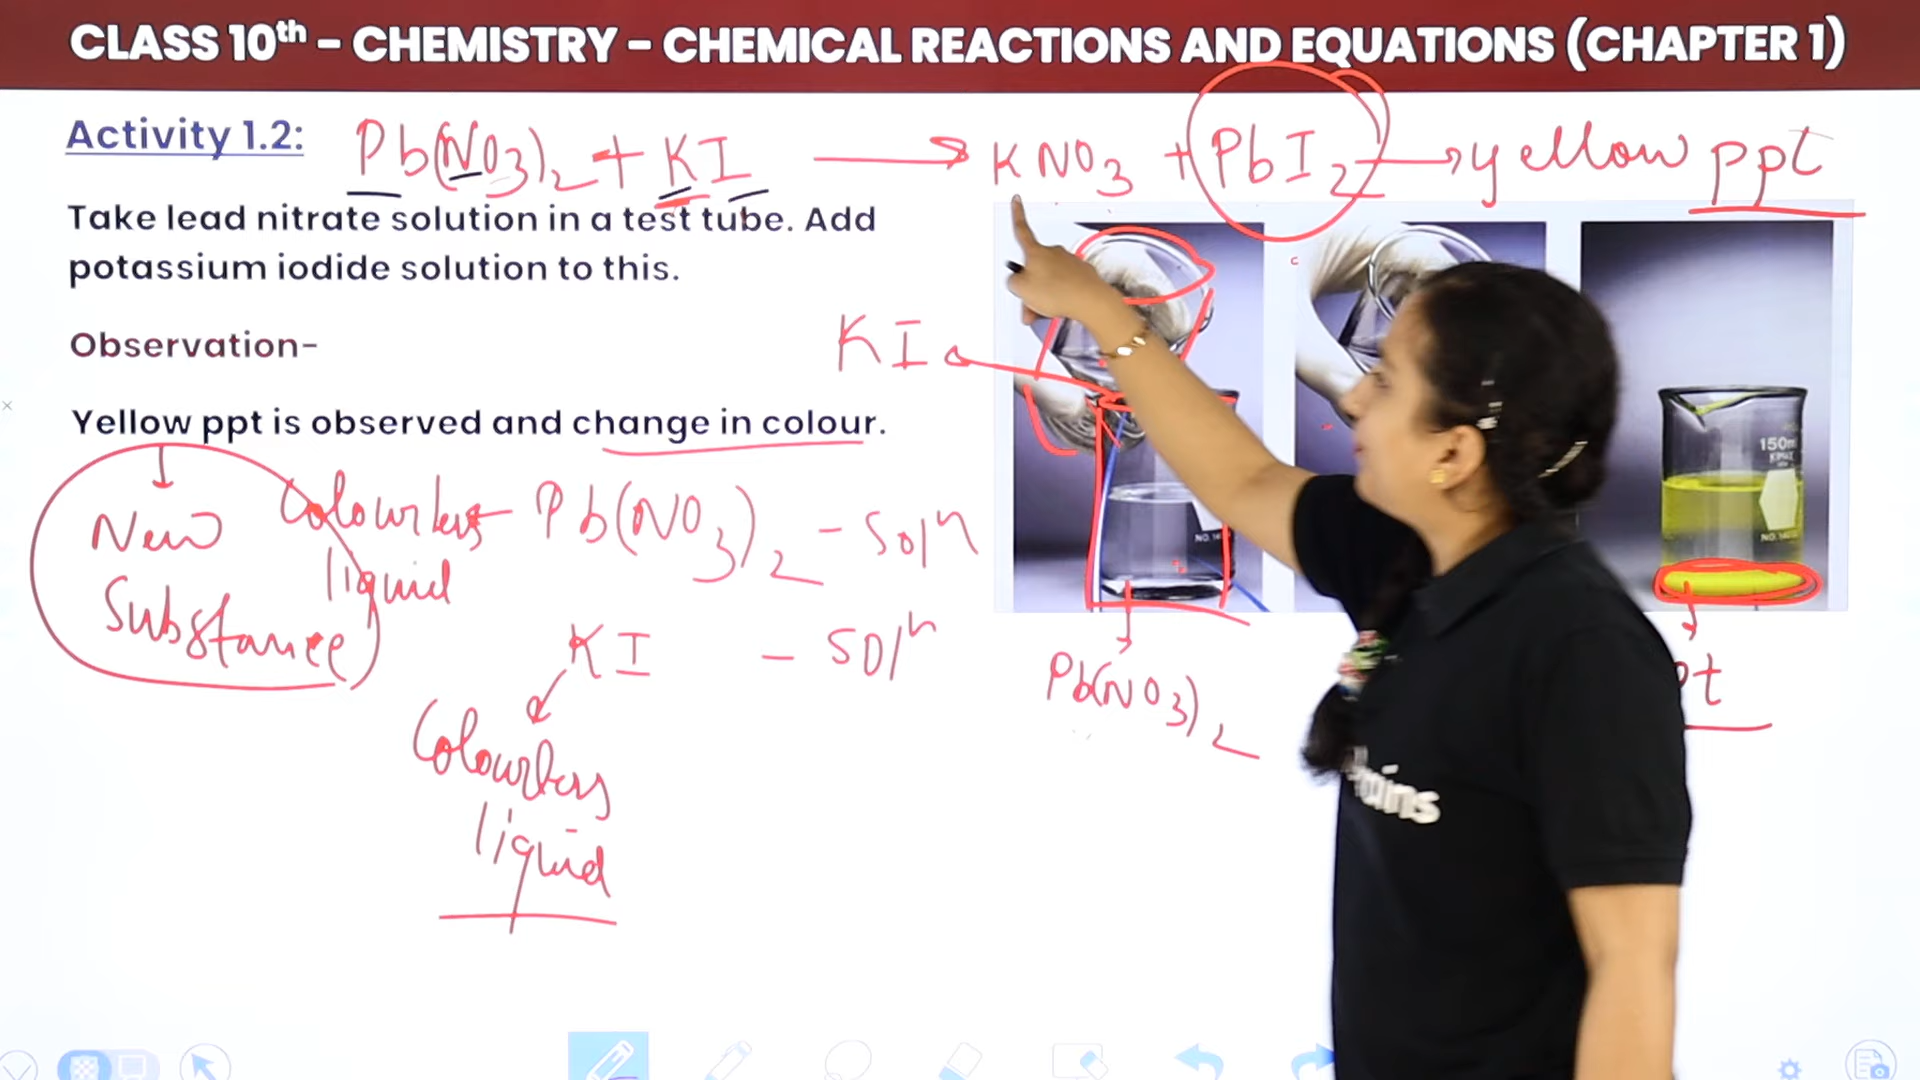 CLASS 10th - CHEMISTRY - CHEMICAL REACTIONS AND EQUATIONS (CHAPTER 1)
Activity 1.2: Pb(NO3)2 + KI → KNO3 + PbI2 → yellow ppt
Take lead nitrate solution in a test tube. Add
potassium iodide solution to this.
KI
Observation-
Yellow ppt is observed and change in colour.
150ml
NO.
NO.
New
Substance
Colourless
liquid
Pb(NO3)2 - Soln
KI - Soln
Colourless
liquid
Pb(NO3)2